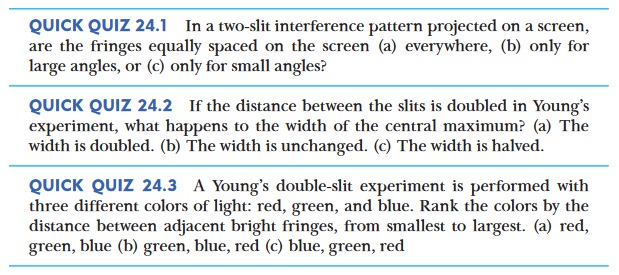 QUICK QUIZ 24.1 In a two-slit interference pattern projected on a screen,
are the fringes equally spaced on the screen (a) everywhere, (b) only for
large angles, or (c) only for small angles?
QUICK QUIZ 24.2 If the distance between the slits is doubled in Young's
experiment, what happens to the width of the central maximum? (a) The
width is doubled. (b) The width is unchanged. (c) The width is halved.
QUICK QUIZ 24.3 A Young's double-slit experiment is performed with
three different colors of light: red, green, and blue. Rank the colors by the
distance between adjacent bright fringes, from smallest to largest. (a) red,
green, blue (b) green, blue, red (c) blue, green, red